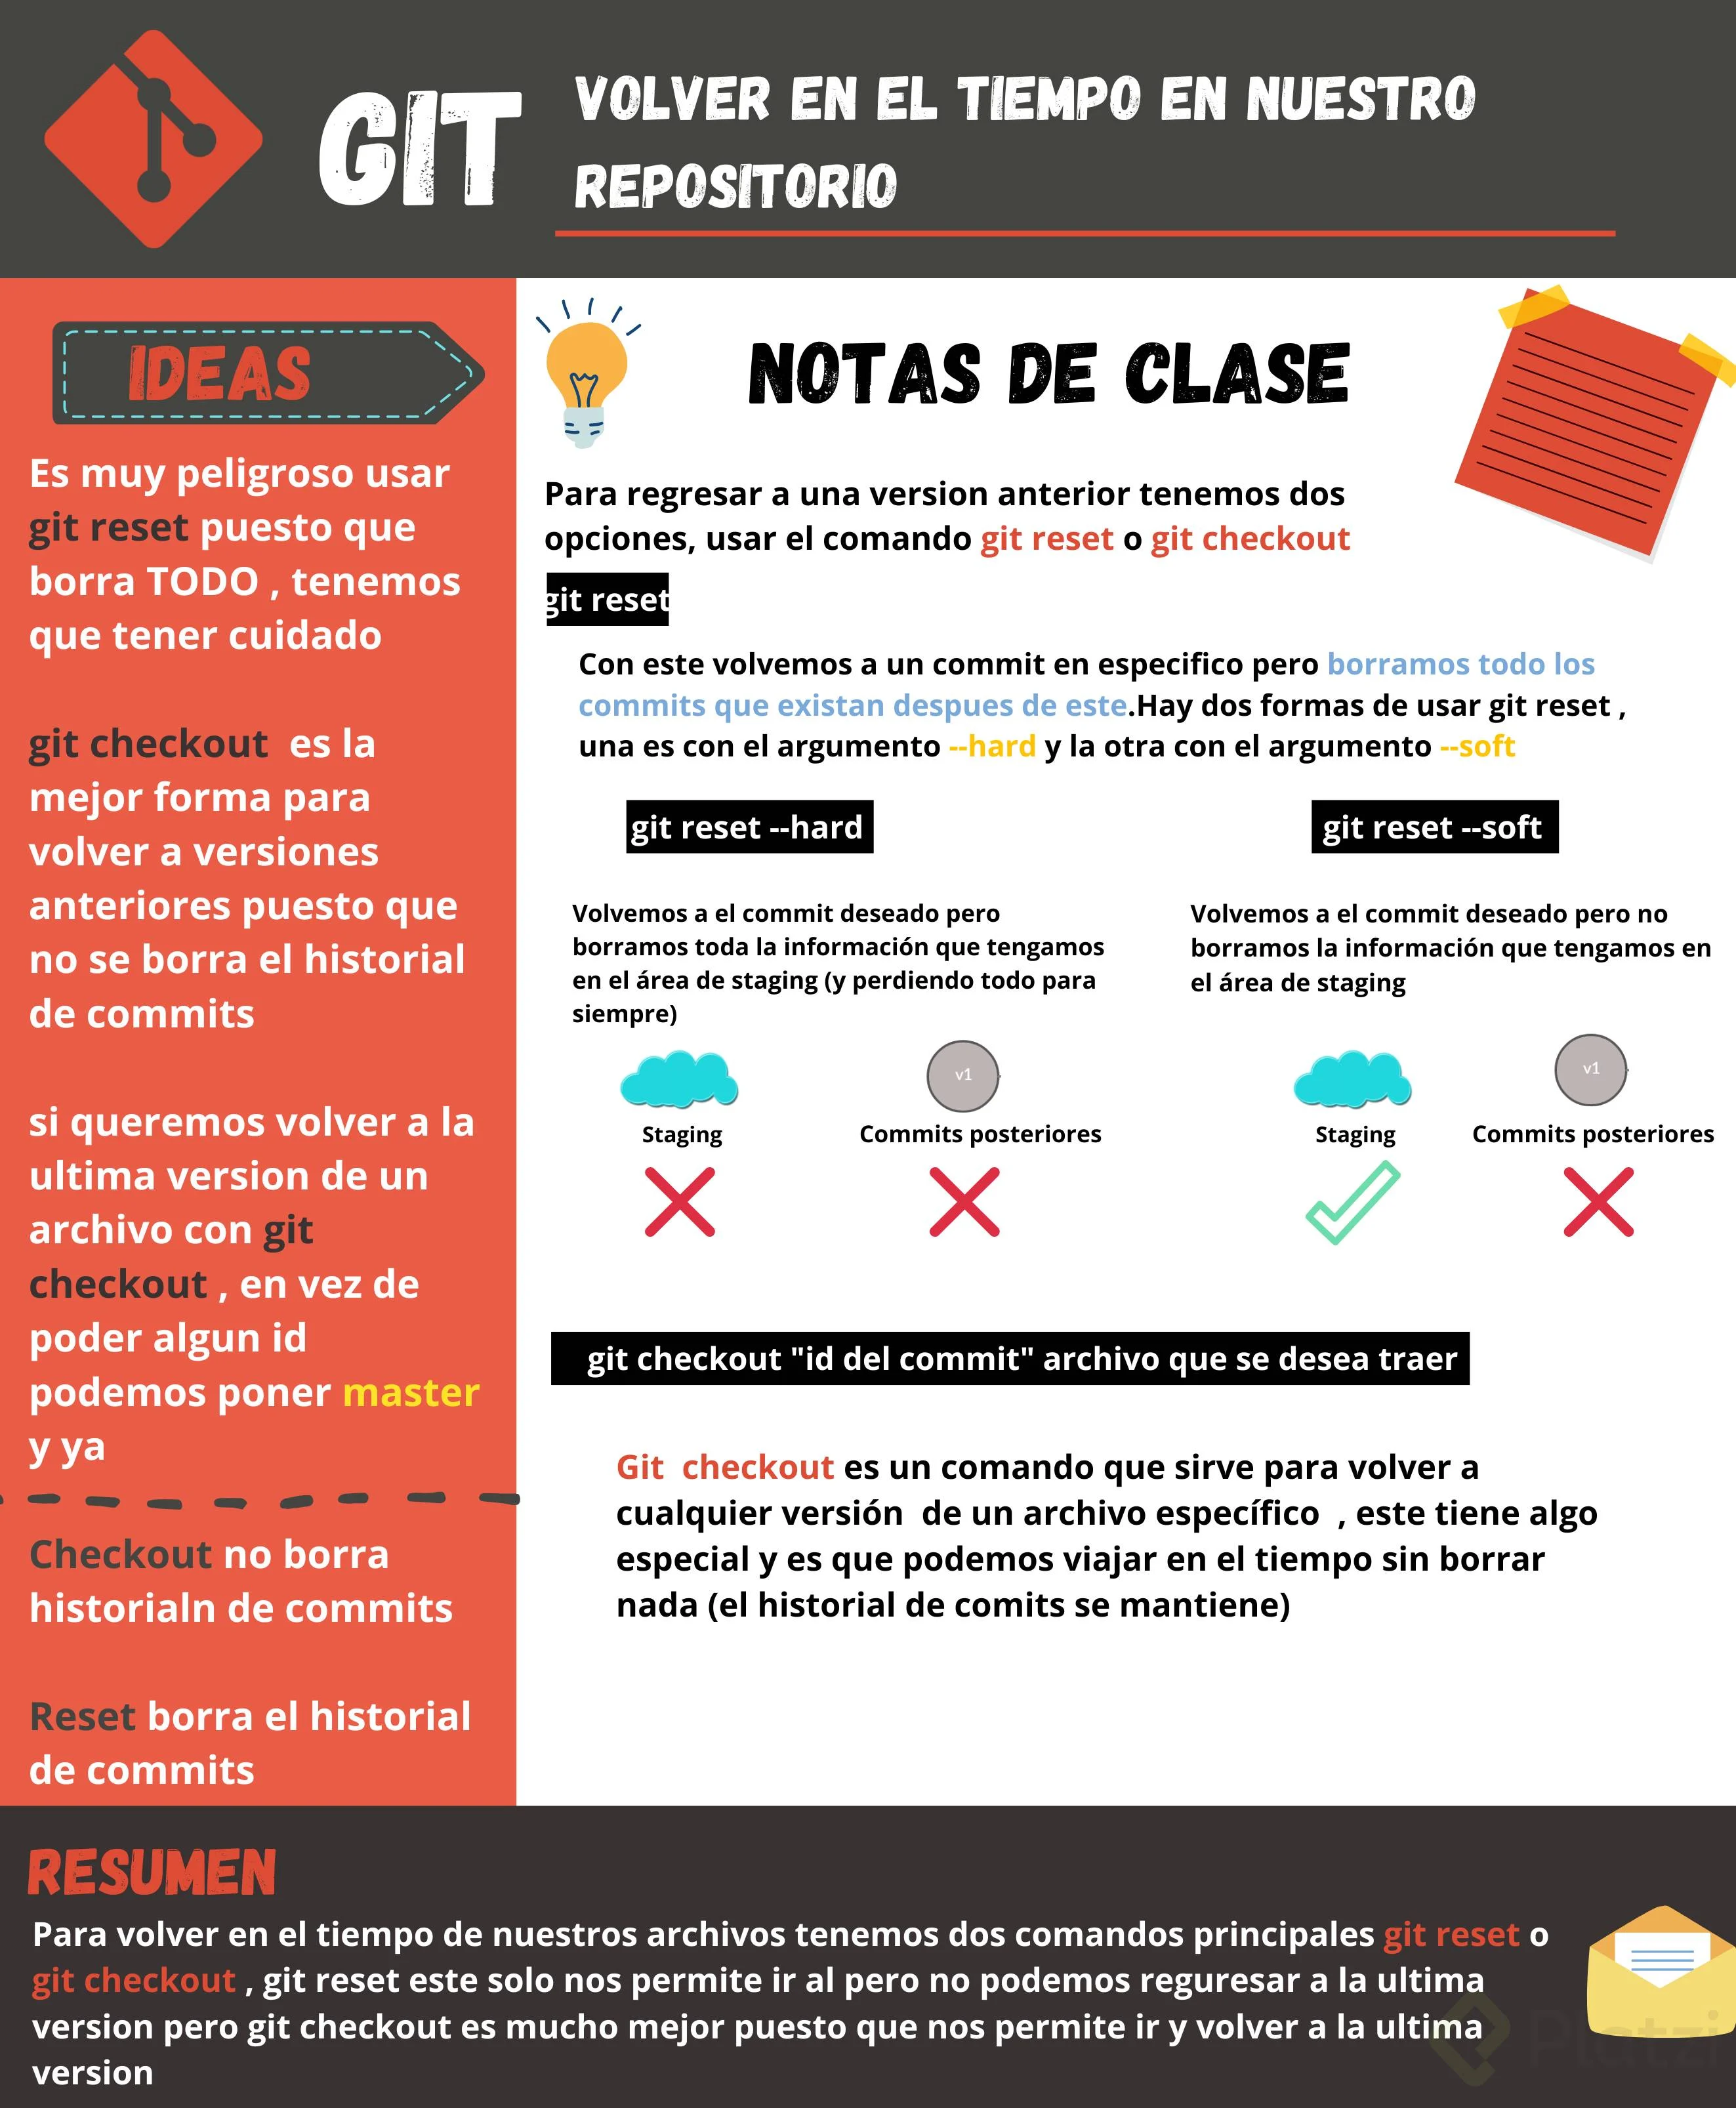 GIT
VOLVER EN EL TIEMPO EN NUESTRO
REPOSITORIO
IDEAS
Es muy peligroso usar
git reset puesto que
borra TODO , tenemos
que tener cuidado
git checkout  es la
mejor forma para
volver a versiones
anteriores puesto que
no se borra el historial
de commits
si queremos volver a la
ultima version de un
archivo con git
checkout , en vez de
poder algun id
podemos poner master
y ya
Checkout no borra
historialn de commits
Reset borra el historial
de commits
NOTAS DE CLASE
Para regresar a una version anterior tenemos dos
opciones, usar el comando git reset o git checkout
git reset
Con este volvemos a un commit en especifico pero borramos todo los
commits que existan despues de este.Hay dos formas de usar git reset ,
una es con el argumento --hard y la otra con el argumento --soft
git reset --hard
Volvemos a el commit deseado pero
borramos toda la información que tengamos
en el área de staging (y perdiendo todo para
siempre)
v1
Staging
Commits posteriores
git reset --soft
Volvemos a el commit deseado pero no
borramos la información que tengamos en
el área de staging
v1
Staging
Commits posteriores
git checkout "id del commit" archivo que se desea traer
Git  checkout es un comando que sirve para volver a
cualquier versión  de un archivo específico  , este tiene algo
especial y es que podemos viajar en el tiempo sin borrar
nada (el historial de comits se mantiene)
RESUMEN
Para volver en el tiempo de nuestros archivos tenemos dos comandos principales git reset o
git checkout , git reset este solo nos permite ir al pero no podemos reguresar a la ultima
version pero git checkout es mucho mejor puesto que nos permite ir y volver a la ultima
version
Platzi